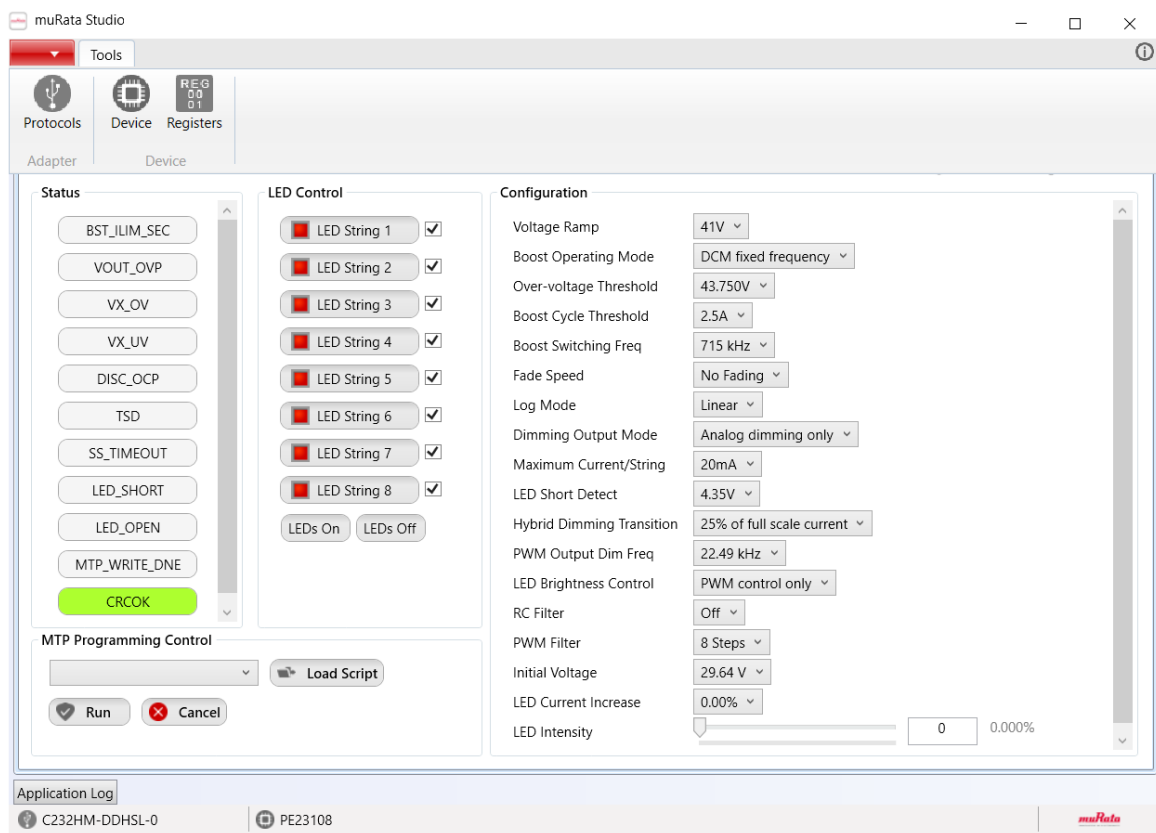 muRata Studio
Tools
REG
00
01
Protocols
Device
Registers
Adapter
Device
Status
BST_ILIM_SEC
VOUT_OVP
VX_OV
VX_UV
DISC_OCP
TSD
SS_TIMEOUT
LED_SHORT
LED_OPEN
MTP_WRITE_DNE
CRCOK
LED Control
LED String 1
LED String 2
LED String 3
LED String 4
LED String 5
LED String 6
LED String 7
LED String 8
LEDs On LEDs Off
MTP Programming Control
Load Script
Run Cancel
Configuration
Voltage Ramp 41V
Boost Operating Mode DCM fixed frequency
Over-voltage Threshold 43.750V
Boost Cycle Threshold 2.5A
Boost Switching Freq 715 kHz
Fade Speed No Fading
Log Mode Linear
Dimming Output Mode Analog dimming only
Maximum Current/String 20mA
LED Short Detect 4.35V
Hybrid Dimming Transition 25% of full scale current
PWM Output Dim Freq 22.49 kHz
LED Brightness Control PWM control only
RC Filter Off
PWM Filter 8 Steps
Initial Voltage 29.64 V
LED Current Increase 0.00%
LED Intensity 0 0.000%
Application Log
C232HM-DDHSL-0 PE23108 muRata